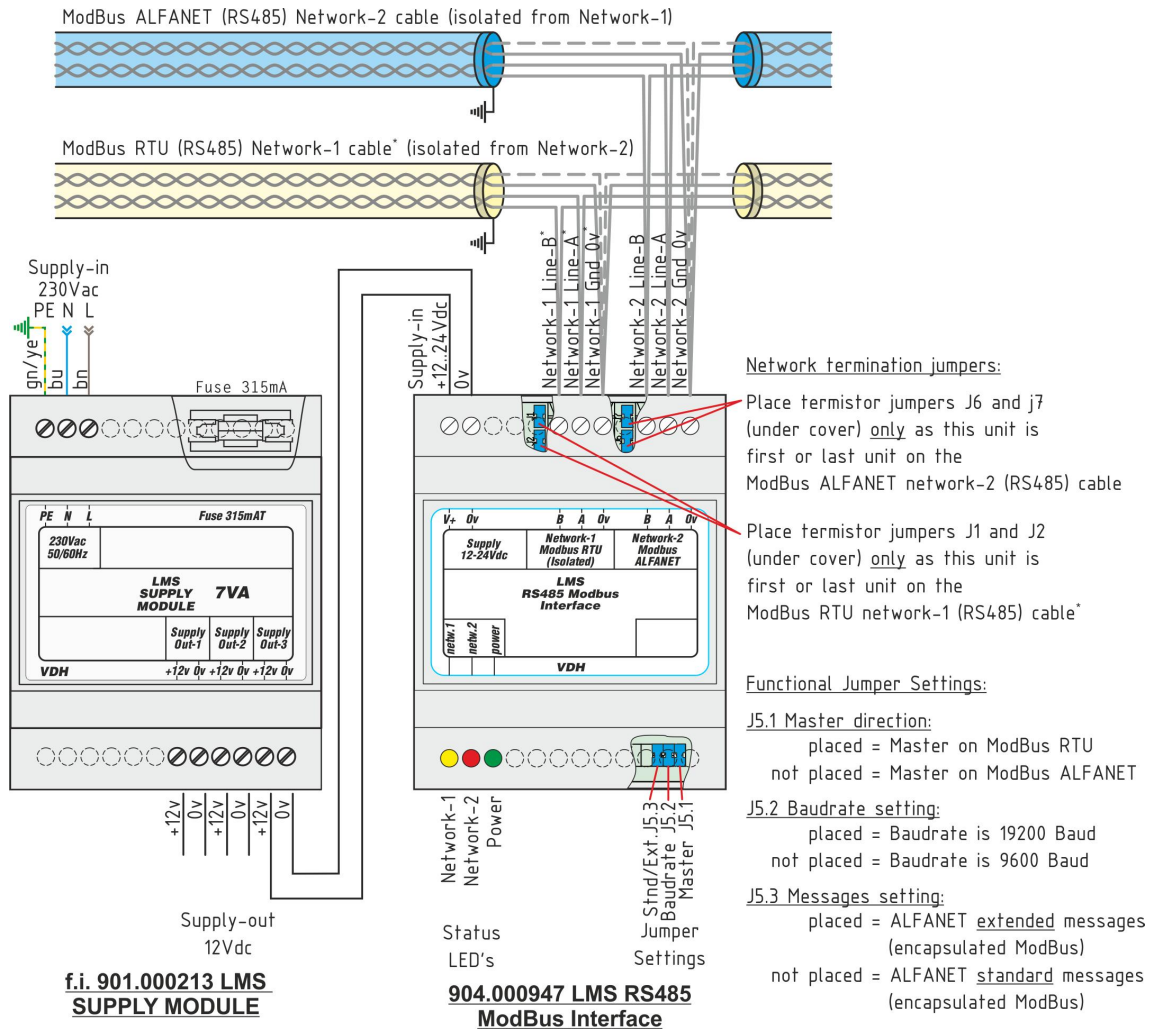 ModBus ALFANET (RS485) Network-2 cable (isolated from Network-1)
ModBus RTU (RS485) Network-1 cable* (isolated from Network-2)
Supply-in
230Vac
PE N L
gn/ye
bu
bn
Fuse 315mA
Supply-in
+12..24Vdc
0v
Network-1 Line-B*
Network-1 Line-A*
Network-1 Gnd 0v*
Network-2 Line-B
Network-2 Line-A
Network-2 Gnd 0v
PE N L
Fuse 315mAT
230Vac
50/60Hz
LMS
SUPPLY
MODULE
7VA
Supply
Out-1
Supply
Out-2
Supply
Out-3
VDH
+12v 0v +12v 0v +12v 0v
+12v
0v
+12v
0v
+12v
0v
Supply-out
12Vdc
f.i. 901.000213 LMS
SUPPLY MODULE
V+ 0v B A 0v B A 0v
Supply
12-24Vdc
Network-1
Modbus RTU
(Isolated)
Network-2
Modbus
ALFANET
LMS
RS485 Modbus
Interface
netw.1
netw.2
power
VDH
Network-1
Network-2
Power
Status
LED's
Stnd/Ext.J5.3
Baudrate J5.2
Master J5.1
Jumper
Settings
904.000947 LMS RS485
ModBus Interface
Network termination jumpers:
Place termistor jumpers J6 and j7
(under cover) only as this unit is
first or last unit on the
ModBus ALFANET network-2 (RS485) cable
Place termistor jumpers J1 and J2
(under cover) only as this unit is
first or last unit on the
ModBus RTU network-1 (RS485) cable*
Functional Jumper Settings:
J5.1 Master direction:
placed = Master on ModBus RTU
not placed = Master on ModBus ALFANET
J5.2 Baudrate setting:
placed = Baudrate is 19200 Baud
not placed = Baudrate is 9600 Baud
J5.3 Messages setting:
placed = ALFANET extended messages
(encapsulated ModBus)
not placed = ALFANET standard messages
(encapsulated ModBus)